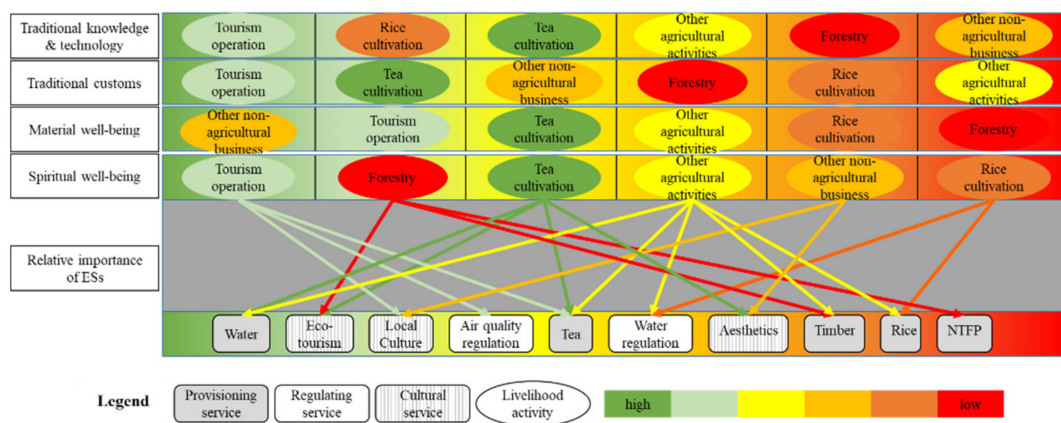 Traditional knowledge
& technology
Tourism
operation
Rice
cultivation
Tea
cultivation
Other
agricultural
activities
Forestry
Other non-
agricultural
business
Traditional customs
Tourism
operation
Tea
cultivation
Other non-
agricultural
business
Forestry
Rice
cultivation
Other
agricultural
activities
Material well-being
Other non-
agricultural
business
Tourism
operation
Tea
cultivation
Other
agricultural
activities
Rice
cultivation
Forestry
Spiritual well-being
Tourism
operation
Forestry
Tea
cultivation
Other
agricultural
activities
Other non-
agricultural
business
Rice
cultivation
Relative importance
of ESs
Water
Eco-
tourism
Local
Culture
Air quality
regulation
Tea
Water
regulation
Aesthetics
Timber
Rice
NTFP
Legend
Provisioning
service
Regulating
service
Cultural
service
Livelihood
activity
high
low